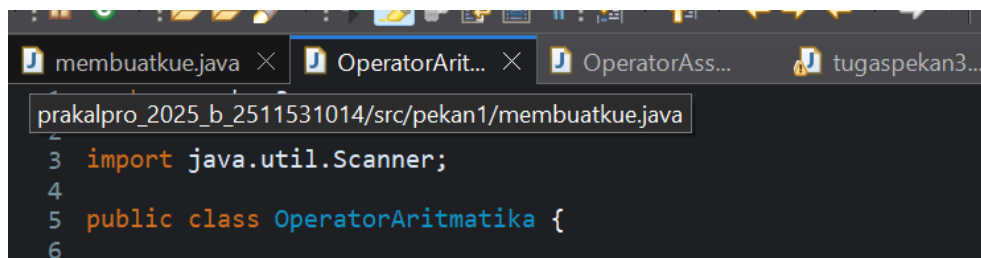 membuatkue.java
OperatorArit...
OperatorAss...
tugaspekan3...
prakalpro_2025_b_2511531014/src/pekan1/membuatkue.java
2
3 import java.util.Scanner;
4
5 public class OperatorAritmatika {
6